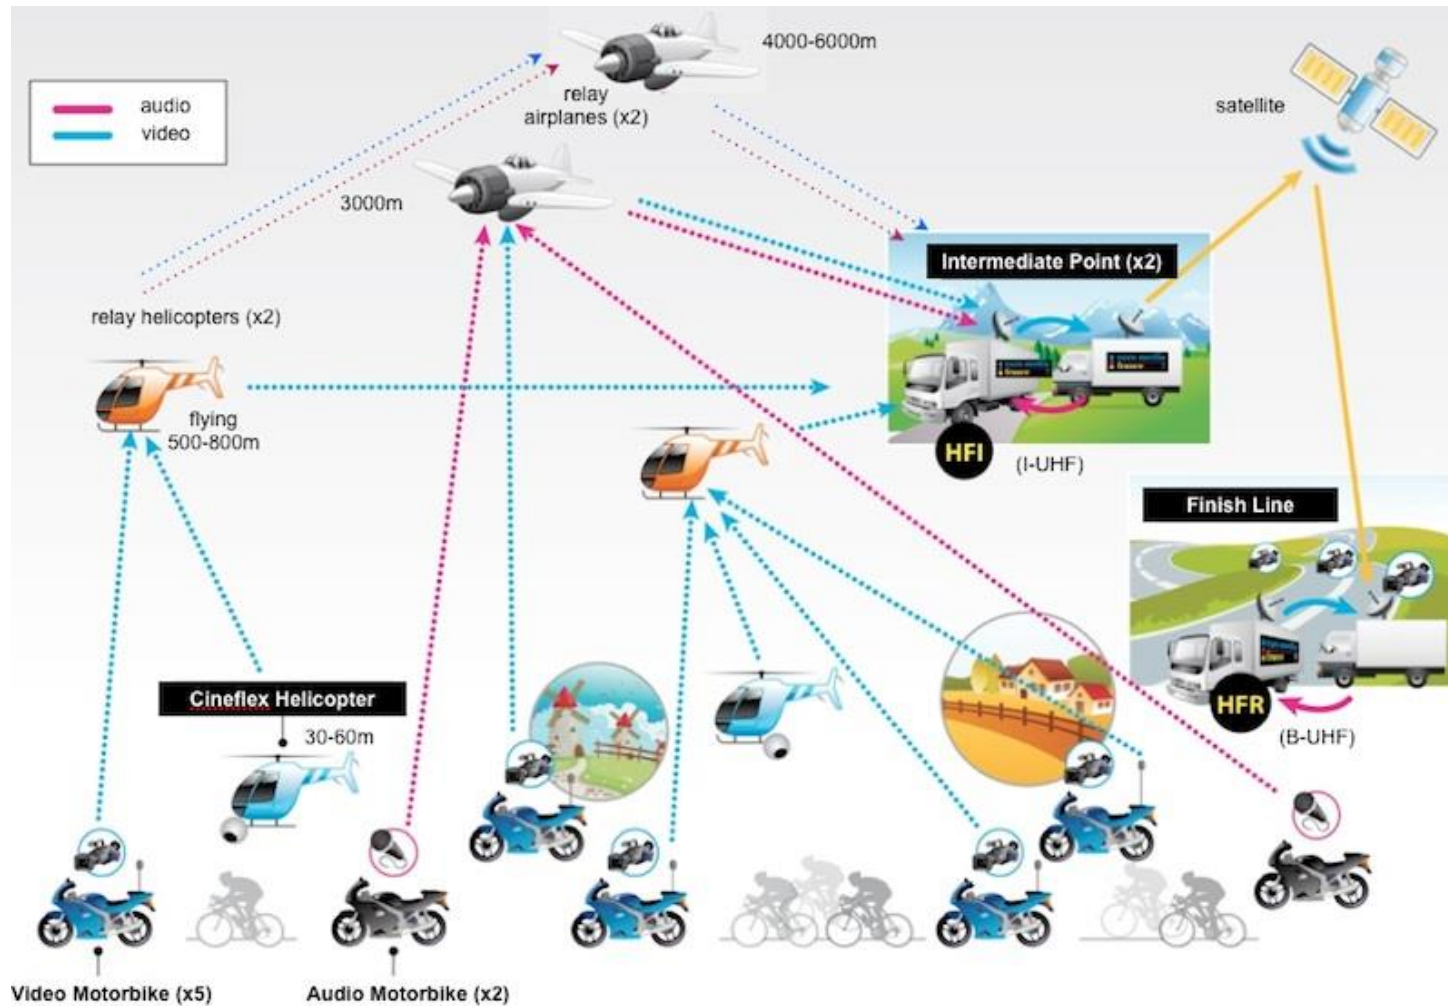 4000-6000m
relay
airplanes (x2)
satellite
audio
video
3000m
Intermediate Point (x2)
relay helicopters (x2)
flying
500-800m
HFI
(I-UHF)
Finish Line
Cineflex Helicopter
30-60m
HFR
(B-UHF)
Video Motorbike (x5)
Audio Motorbike (x2)